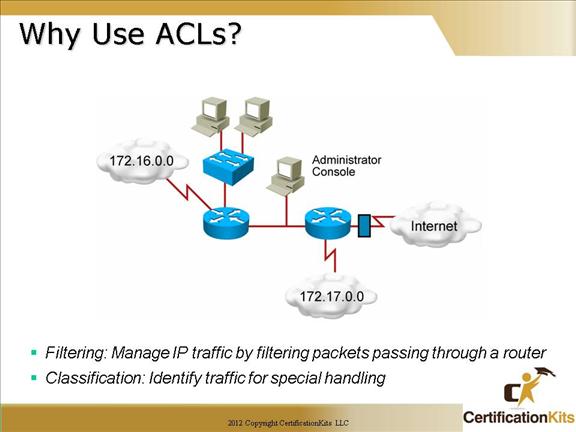 Why Use ACLs?
172.16.0.0
Administrator
Console
Internet
172.17.0.0
Filtering: Manage IP traffic by filtering packets passing through a router
Classification: Identify traffic for special handling
2012 Copyright CertificationKits LLC
CK
CertificationKits